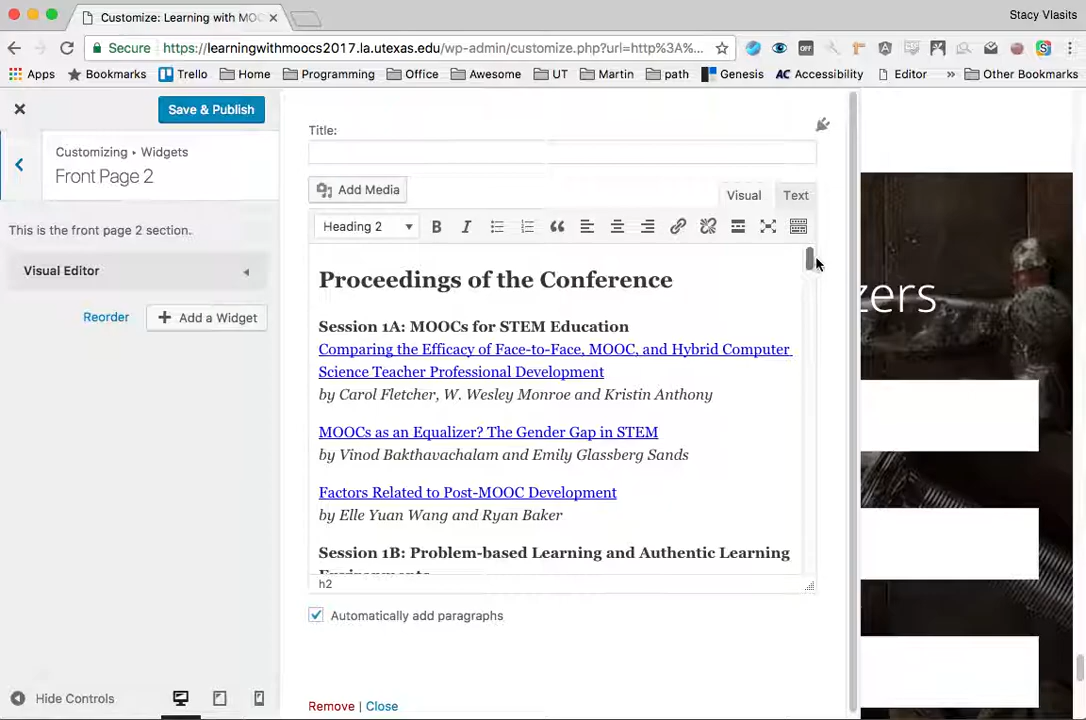 Customize: Learning with MOO
Stacy Vlasits
Secure https://learningwithmoocs2017.la.utexas.edu/wp-admin/customize.php?url=http%3A%...
OFF
Apps Bookmarks Trello Home Programming Office Awesome UT Martin path Genesis AC Accessibility Editor » Other Bookmarks
Save & Publish
Customizing ‣ Widgets
Front Page 2
This is the front page 2 section.
Visual Editor
Reorder
Add a Widget
Hide Controls
Title:
Add Media
Visual Text
Heading 2
Proceedings of the Conference
Session 1A: MOOCs for STEM Education
Comparing the Efficacy of Face-to-Face, MOOC, and Hybrid Computer
Science Teacher Professional Development
by Carol Fletcher, W. Wesley Monroe and Kristin Anthony
MOOCs as an Equalizer? The Gender Gap in STEM
by Vinod Bakthavachalam and Emily Glassberg Sands
Factors Related to Post-MOOC Development
by Elle Yuan Wang and Ryan Baker
Session 1B: Problem-based Learning and Authentic Learning
Environments
h2
Automatically add paragraphs
Remove | Close
zers